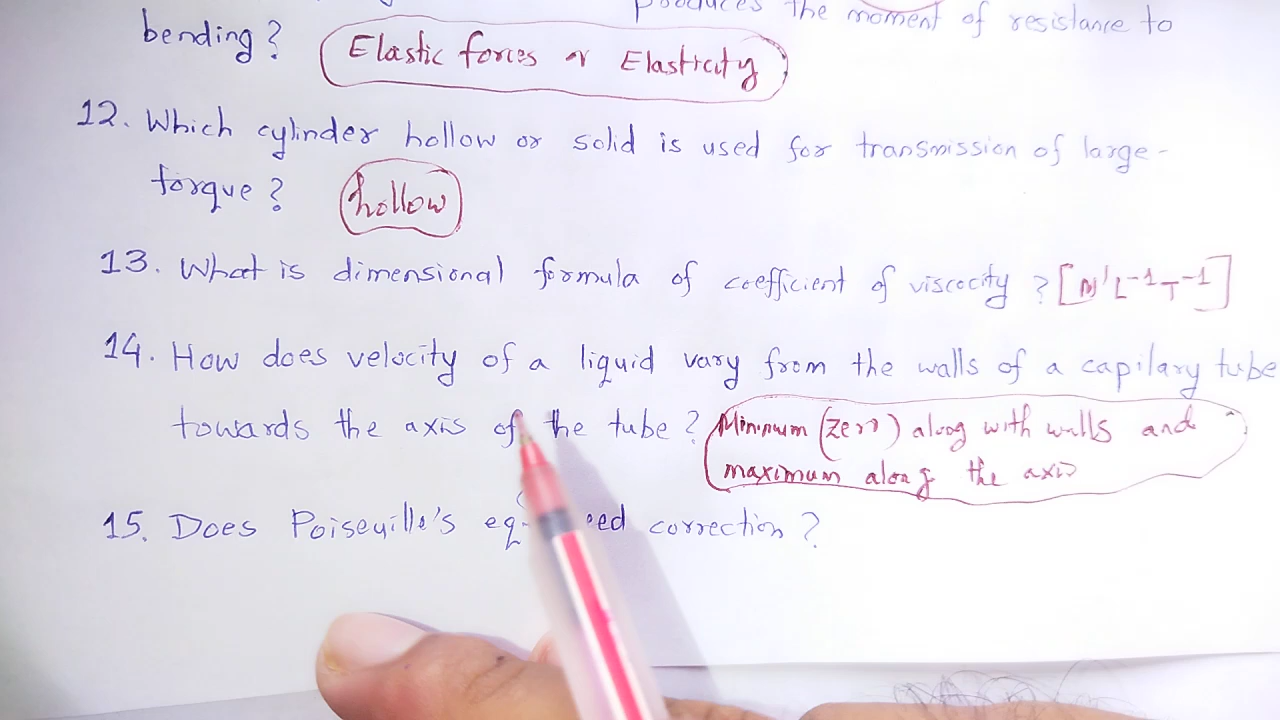 produces the moment of resistance to
bending? Elastic forces or Elasticity
12. Which cylinder hollow or solid is used for transmission of large-
torque? hollow
13. What is dimensional formula of coefficient of viscocity? [M¹L⁻¹T⁻¹]
14. How does velocity of a liquid vary from the walls of a capilary tube
towards the axis of the tube? Minimum (zero) along with walls and
maximum along the axis
15. Does Poiseuille's correction?